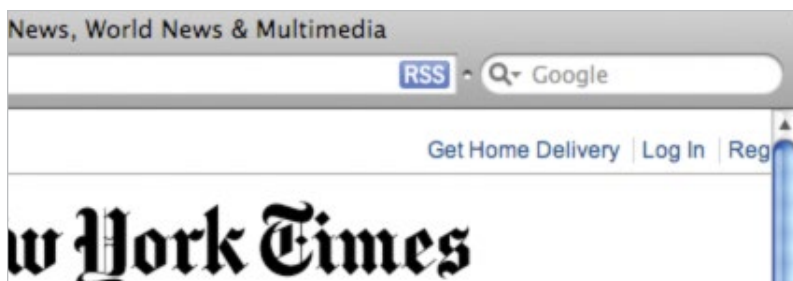 News, World News & Multimedia
RSS Google
Get Home Delivery Log In Reg
w York Times